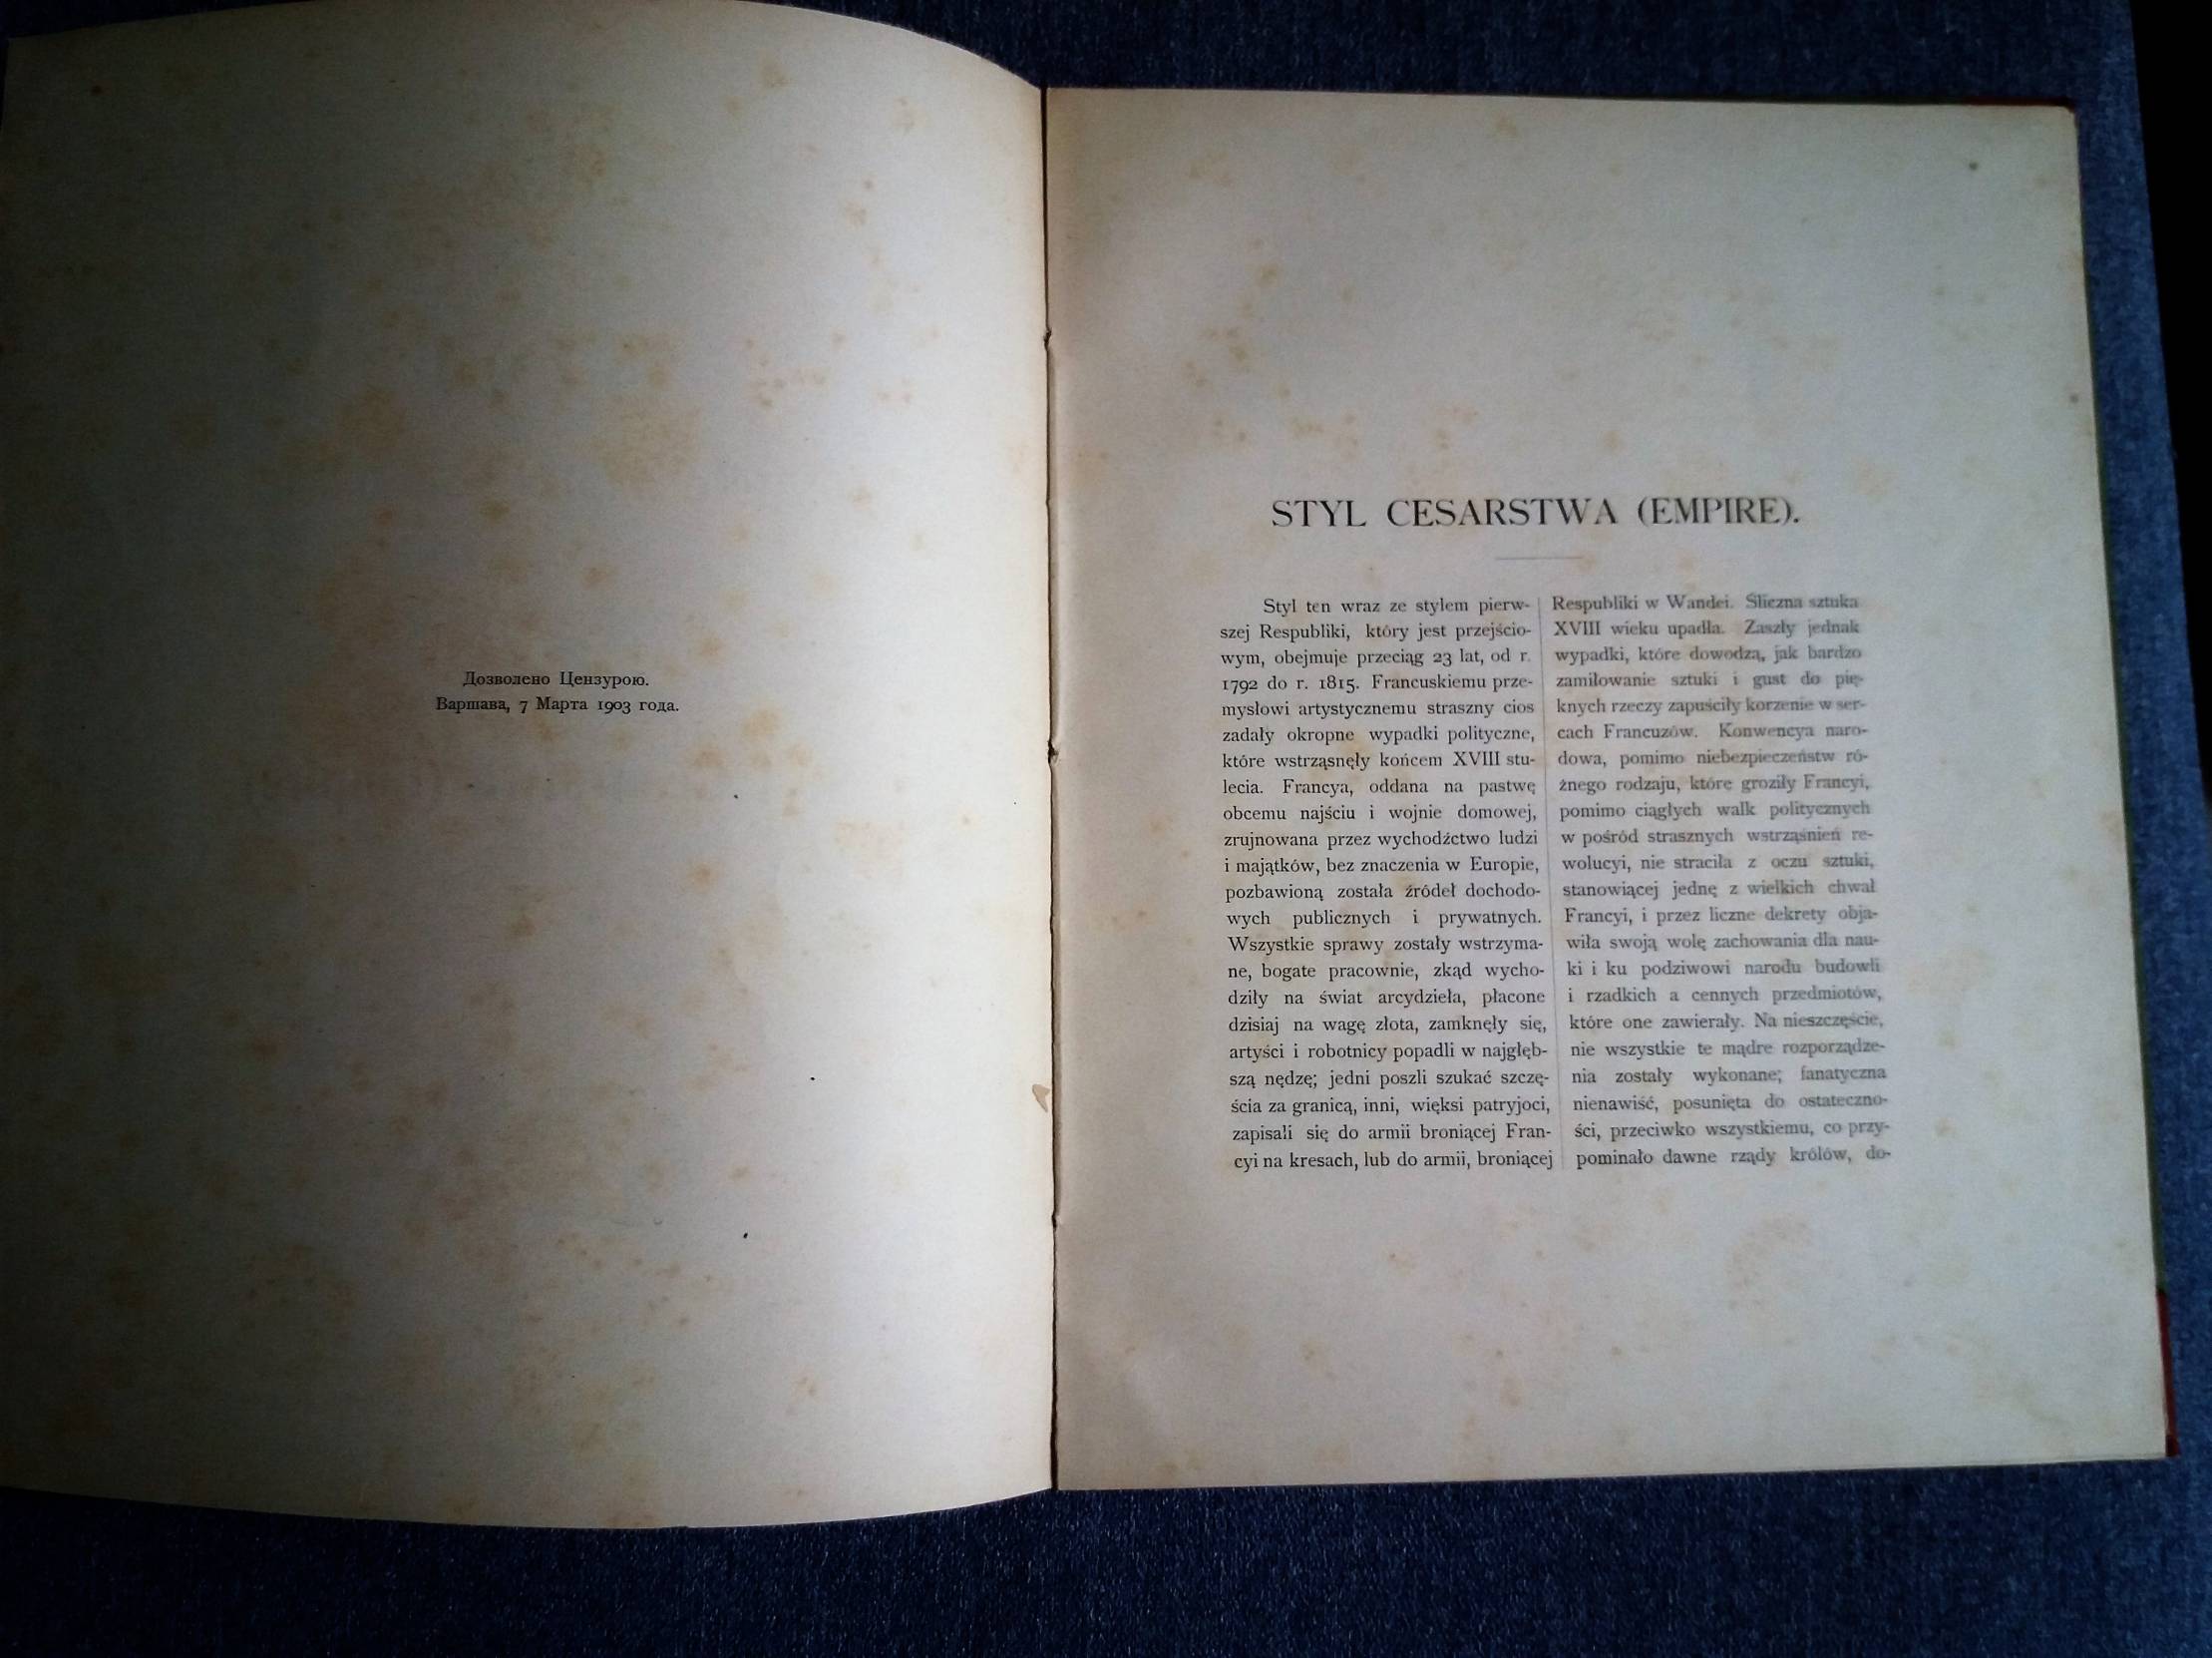 Дозволено Цензурою.
Варшава, 7 Марта 1903 года.
STYL CESARSTWA (EMPIRE).
Styl ten wraz ze stylem pierw-
szej Respubliki, który jest przejścio-
wym, obejmuje przeciąg 23 lat, od r.
1792 do r. 1815. Francuskiemu prze-
mysłowi artystycznemu straszny cios
zadały okropne wypadki polityczne,
które wstrząsnęły końcem XVIII stu-
lecia. Francya, oddana na pastwę
obcemu najściu i wojnie domowej,
zrujnowana przez wychodźctwo ludzi
i majątków, bez znaczenia w Europie,
pozbawioną została źródeł dochodo-
wych publicznych i prywatnych.
Wszystkie sprawy zostały wstrzyma-
ne, bogate pracownie, zkąd wycho-
dziły na świat arcydzieła, płacone
dzisiaj na wagę złota, zamknęły się,
artyści i robotnicy popadli w najgłęb-
szą nędzę; jedni poszli szukać szczę-
ścia za granicą, inni, więksi patryjoci,
zapisali się do armii broniącej Fran-
cyi na kresach, lub do armii, broniącej
Respubliki w Wandei. Śliczna sztuka
XVIII wieku upadła. Zaszły jednak
wypadki, które dowodzą, jak bardzo
zamiłowanie sztuki i gust do pię-
knych rzeczy zapuściły korzenie w ser-
cach Francuzów. Konwencya naro-
dowa, pomimo niebezpieczeństw ró-
żnego rodzaju, które groziły Francyi,
pomimo ciągłych walk politycznych
w pośród strasznych wstrząśnień re-
wolucyi, nie straciła z oczu sztuki,
stanowiącej jednę z wielkich chwał
Francyi, i przez liczne dekrety obja-
wiła swoją wolę zachowania dla nau-
ki i ku podziwowi narodu budowli
i rzadkich a cennych przedmiotów,
które one zawierały. Na nieszczęście,
nie wszystkie te mądre rozporządze-
nia zostały wykonane; fanatyczna
nienawiść, posunięta do ostateczno-
ści, przeciwko wszystkiemu, co przy-
pominało dawne rządy królów, do-